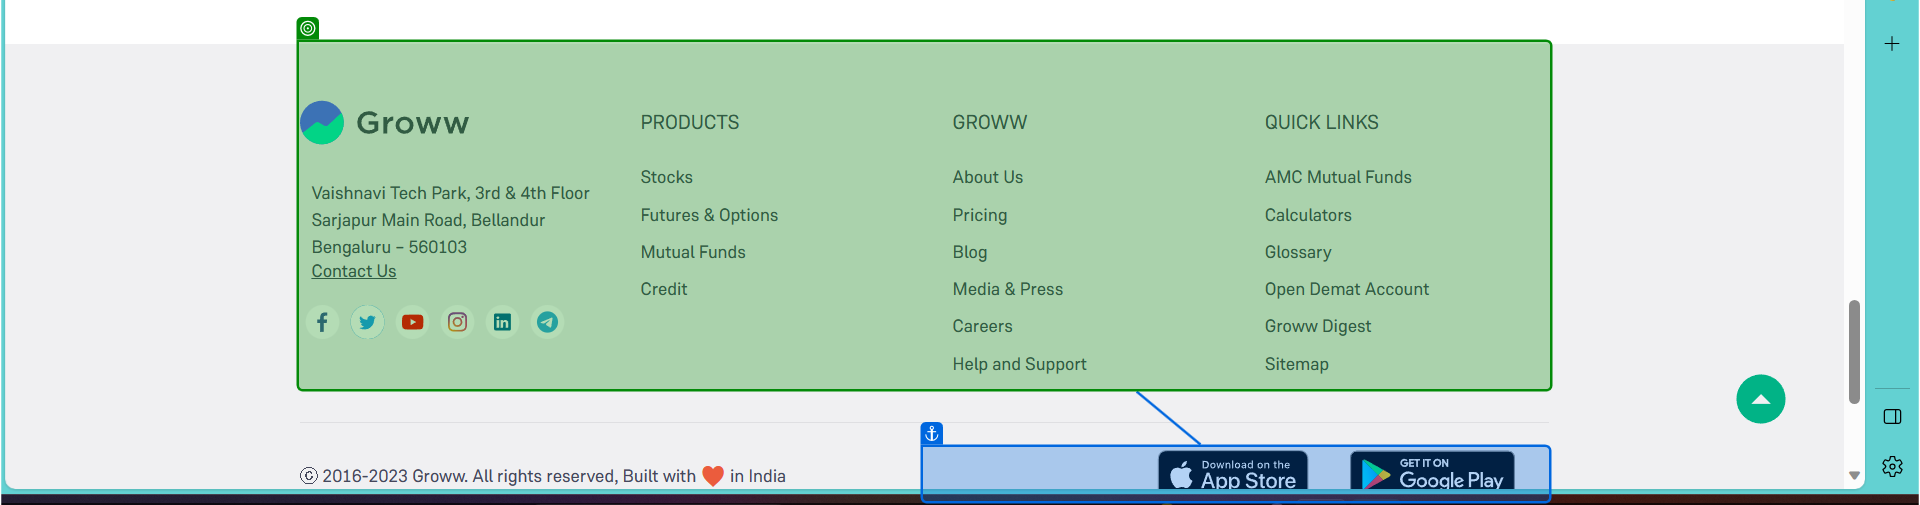 Groww
Vaishnavi Tech Park, 3rd & 4th Floor
Sarjapur Main Road, Bellandur
Bengaluru – 560103
Contact Us
PRODUCTS
Stocks
Futures & Options
Mutual Funds
Credit
GROWW
About Us
Pricing
Blog
Media & Press
Careers
Help and Support
QUICK LINKS
AMC Mutual Funds
Calculators
Glossary
Open Demat Account
Groww Digest
Sitemap
© 2016-2023 Groww. All rights reserved, Built with ❤️ in India
Download on the
App Store
GET IT ON
Google Play